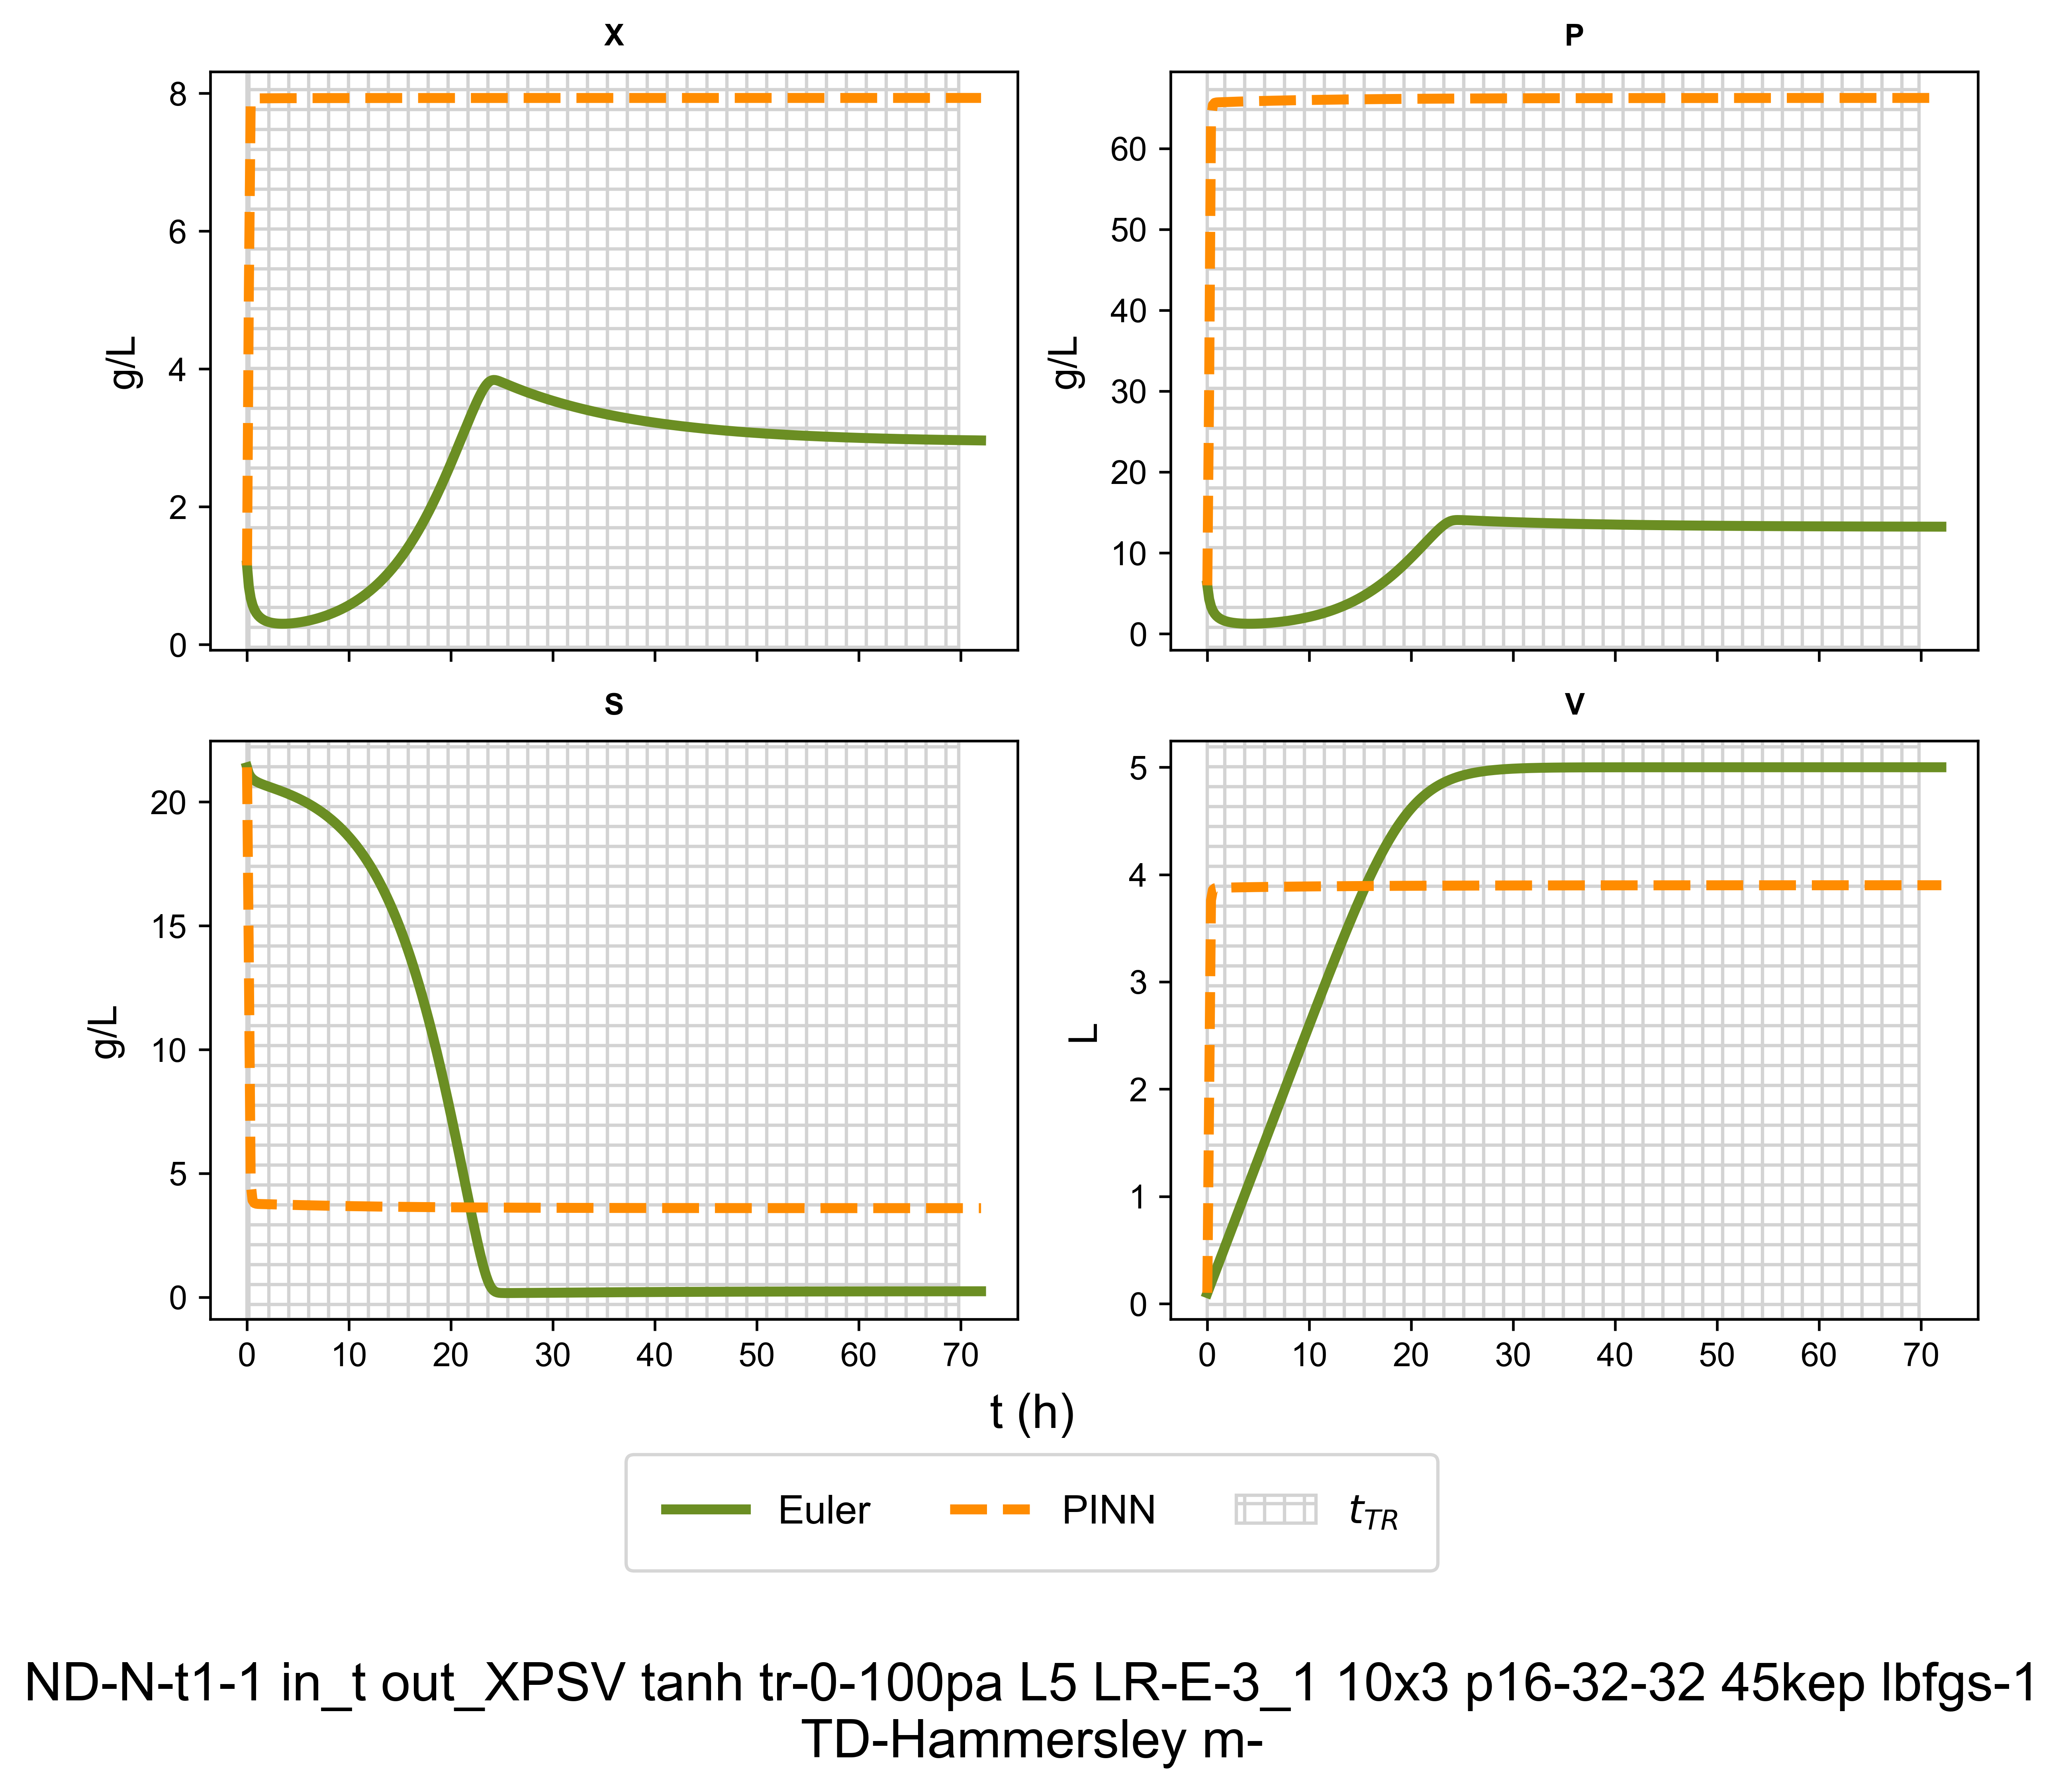 X
P
8
6
4
2
0
g/L
60
50
40
30
20
10
0
g/L
S
V
20
15
10
5
0
g/L
0 10 20 30 40 50 60 70
5
4
3
2
1
0
L
0 10 20 30 40 50 60 70
t (h)
Euler PINN t_TR
ND-N-t1-1 in_t out_XPSV tanh tr-0-100pa L5 LR-E-3_1 10x3 p16-32-32 45kep lbfgs-1
TD-Hammersley m-